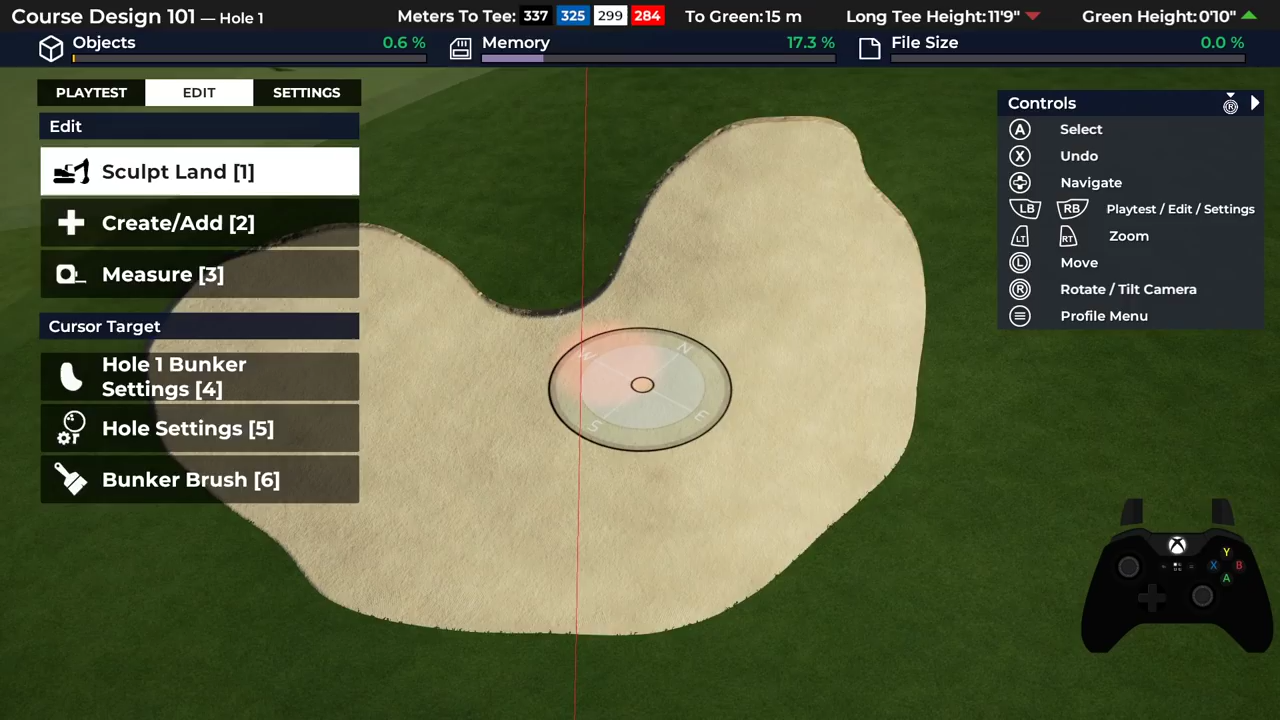 Course Design 101 — Hole 1
Meters To Tee: 337 325 299 284
To Green: 15 m
Long Tee Height: 11'9"
Green Height: 0'10"
Objects 0.6 %
Memory 17.3 %
File Size 0.0 %
PLAYTEST EDIT SETTINGS
Edit
Sculpt Land [1]
Create/Add [2]
Measure [3]
Cursor Target
Hole 1 Bunker
Settings [4]
Hole Settings [5]
Bunker Brush [6]
W N
S E
Controls R
A Select
X Undo
Navigate
LB RB Playtest / Edit / Settings
LT RT Zoom
L Move
R Rotate / Tilt Camera
Profile Menu
Y
X B
A